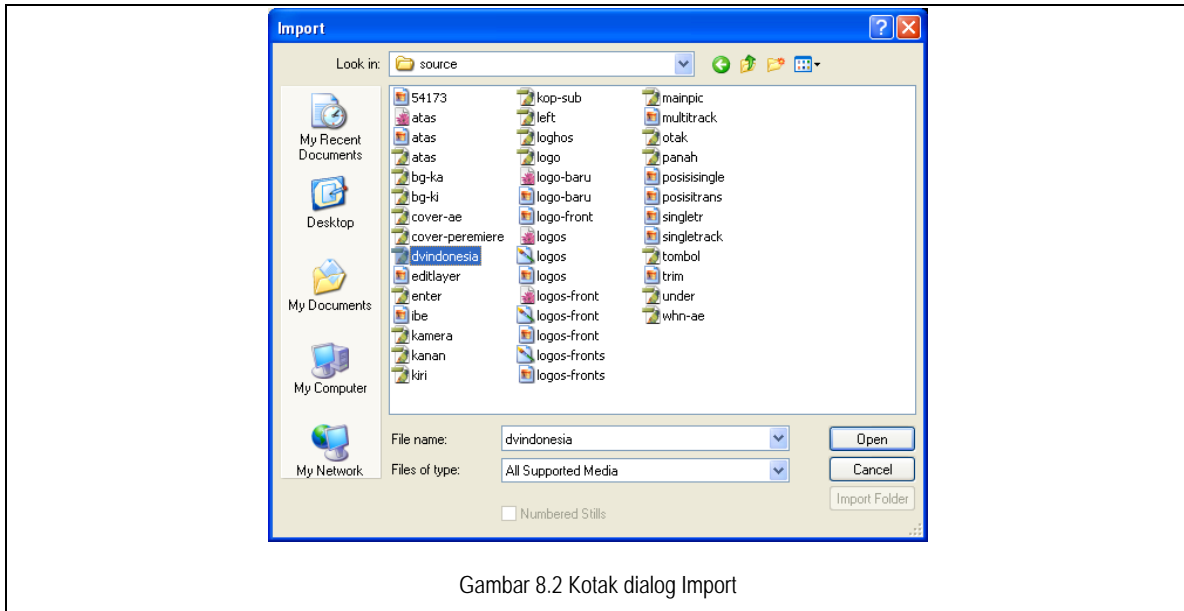 Import
Look in: source
My Recent Documents
Desktop
My Documents
My Computer
My Network
54173
atas
atas
atas
bg-ka
bg-ki
cover-ae
cover-peremiere
dvindonesia
editlayer
enter
ibe
kamera
kanan
kiri
kop-sub
left
loghos
logo
logo-baru
logo-baru
logo-front
logos
logos
logos
logos-front
logos-front
logos-front
logos-fronts
logos-fronts
mainpic
multitrack
otak
panah
posisisingle
posisitrans
singletr
singletrack
tombol
trim
under
whn-ae
File name: dvindonesia Open
Files of type: All Supported Media Cancel
Import Folder
Numbered Stills
Gambar 8.2 Kotak dialog Import